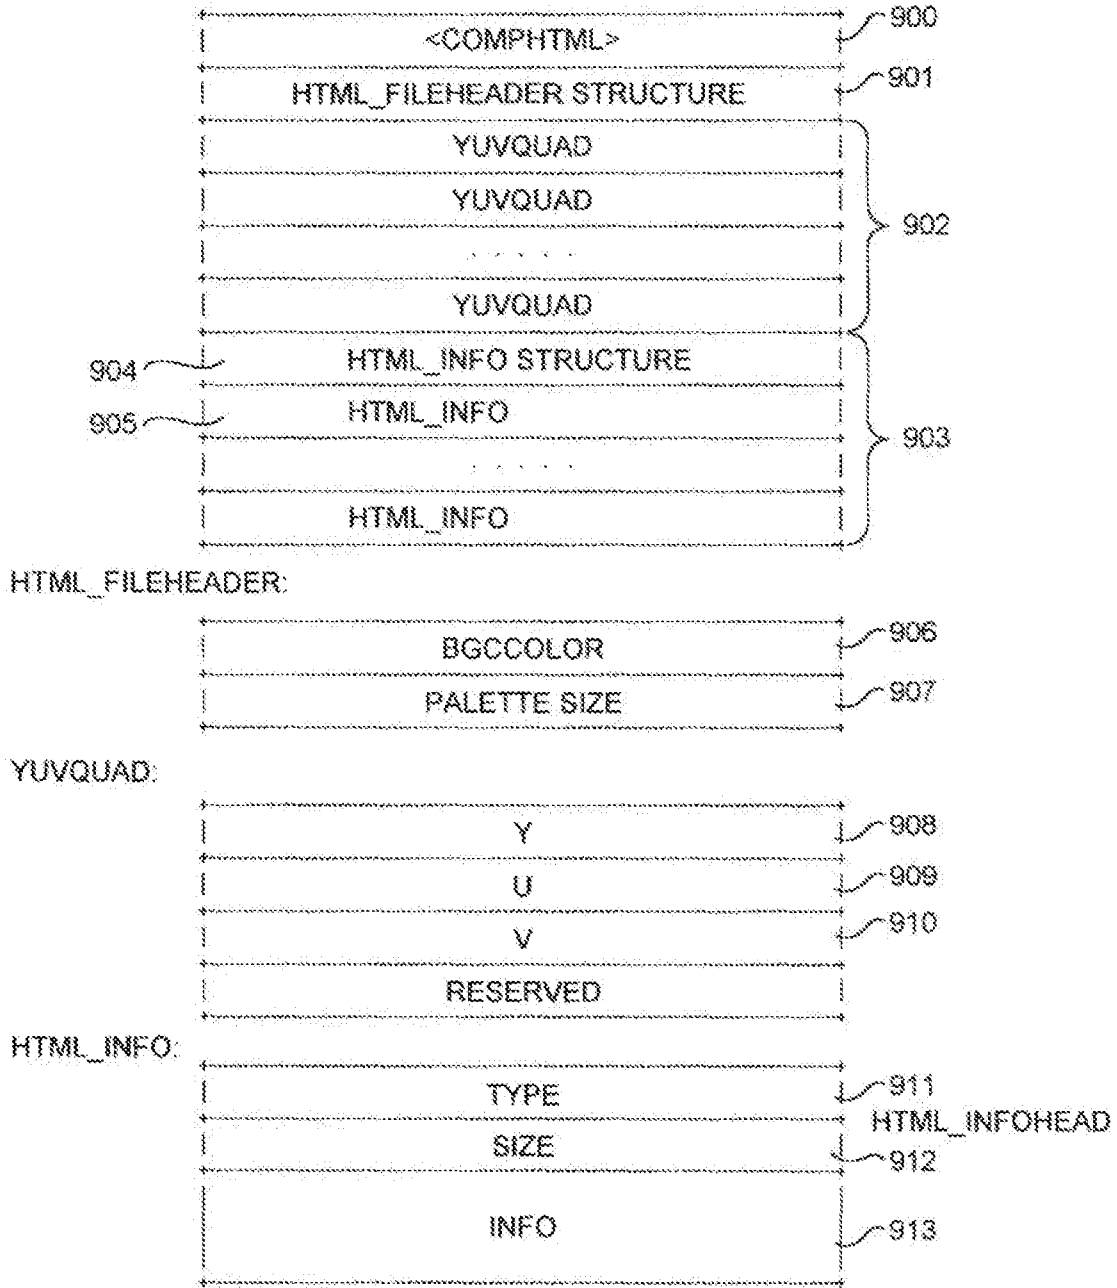 <COMPHTML> 900
HTML_FILEHEADER STRUCTURE 901
YUVQUAD
YUVQUAD
902
. . . . .
YUVQUAD
904 HTML_INFO STRUCTURE
905 HTML_INFO
903
. . . . .
HTML_INFO
HTML_FILEHEADER:
BGCCOLOR 906
PALETTE SIZE 907
YUVQUAD:
Y 908
U 909
V 910
RESERVED
HTML_INFO:
TYPE 911
HTML_INFOHEAD
SIZE 912
INFO 913